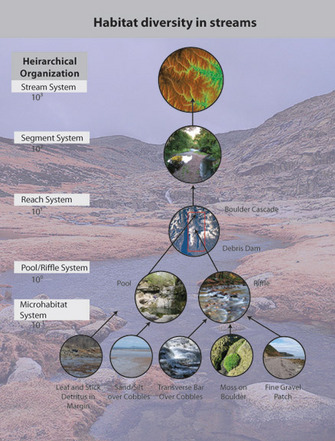 Habitat diversity in streams
Heirarchical
Organization
Stream System
Segment System
Reach System
Boulder Cascade
Debris Dam
Pool/Riffle System
Pool
Riffle
Microhabitat
System
Leaf and Stick
Detritus in
Margin
Sand/silt
over Cobbles
Tranverse Bar
Over Cobbles
Moss on
Boulder
Fine Gravel
Patch